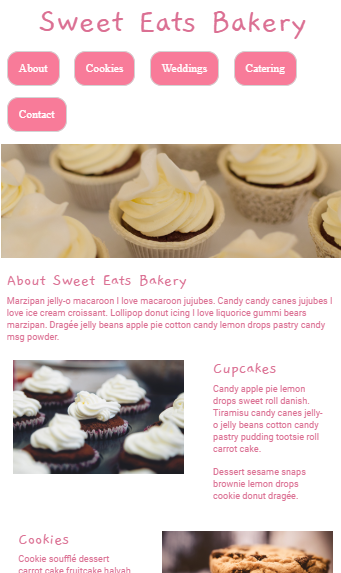 Sweet Eats Bakery
About Cookies Weddings Catering
Contact
About Sweet Eats Bakery
Marzipan jelly-o macaroon I love macaroon jujubes. Candy candy canes jujubes I
love ice cream croissant. Lollipop donut icing I love liquorice gummi bears
marzipan. Dragée jelly beans apple pie cotton candy lemon drops pastry candy
msg powder.
Cupcakes
Candy apple pie lemon
drops sweet roll danish.
Tiramisu candy canes jelly-
o jelly beans cotton candy
pastry pudding tootsie roll
carrot cake.
Dessert sesame snaps
brownie lemon drops
cookie donut dragée.
Cookies
Cookie soufflé dessert
carrot cake fruitcake halvah